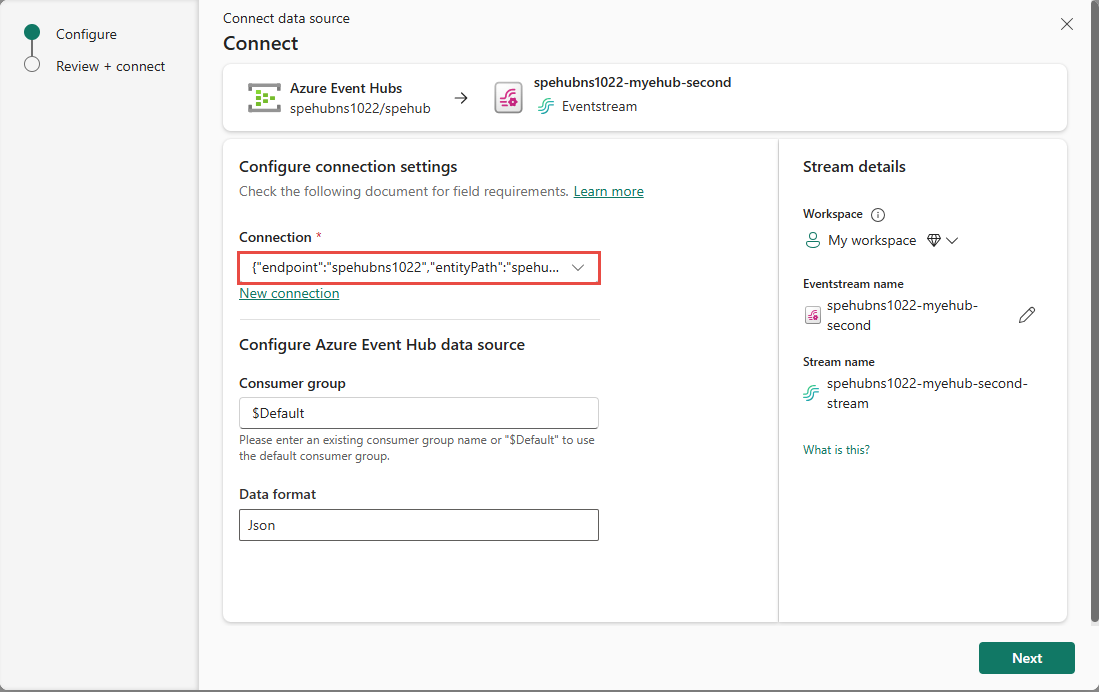 Configure
Review + connect
Connect data source
Connect
Azure Event Hubs
spehubns1022/spehub
spehubns1022-myehub-second
Eventstream
Configure connection settings
Check the following document for field requirements. Learn more
Connection *
{"endpoint":"spehubns1022","entityPath":"spehu...
New connection
Configure Azure Event Hub data source
Consumer group
$Default
Please enter an existing consumer group name or "$Default" to use
the default consumer group.
Data format
Json
Stream details
Workspace
My workspace
Eventstream name
spehubns1022-myehub-
second
Stream name
spehubns1022-myehub-second-
stream
What is this?
Next